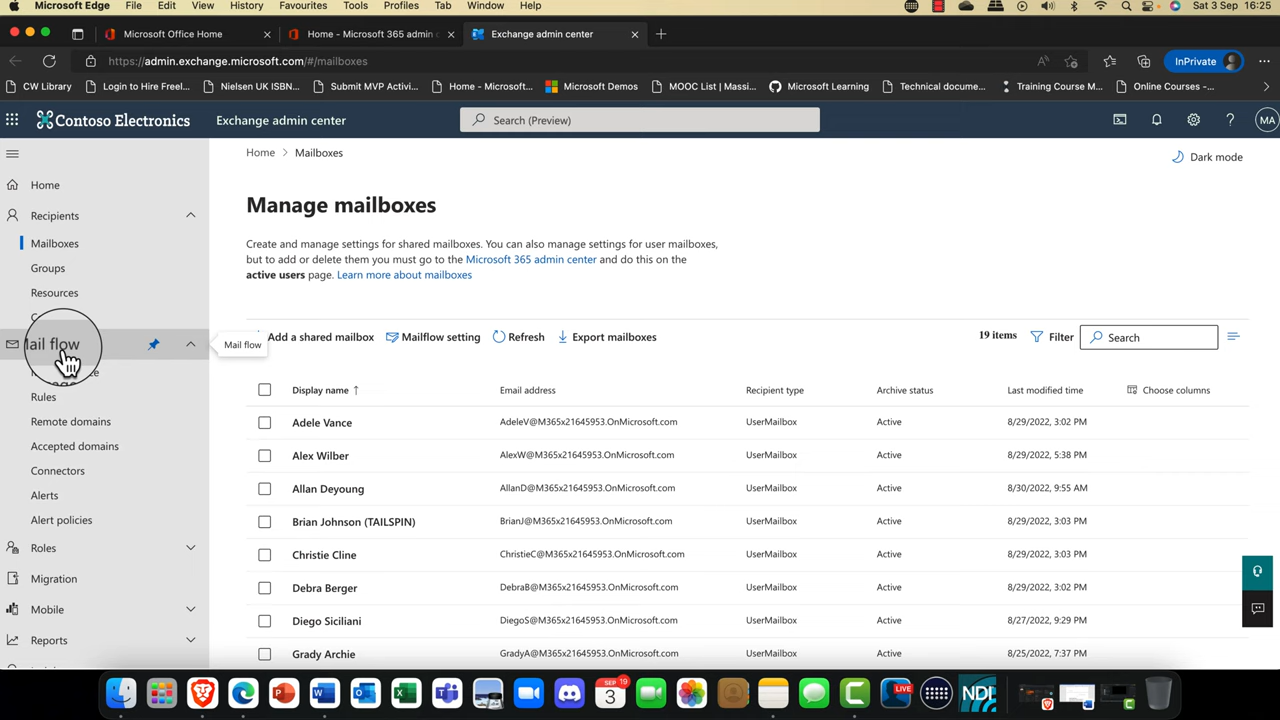 Microsoft Edge File Edit View History Favourites Tools Profiles Tab Window Help Sat 3 Sep 16:25
Microsoft Office Home Home - Microsoft 365 admin c Exchange admin center
https://admin.exchange.microsoft.com/#/mailboxes InPrivate
CW Library Login to Hire Freel... Nielsen UK ISBN... Submit MVP Activi... Home - Microsoft... Microsoft Demos MOOC List | Massi... Microsoft Learning Technical docume... Training Course M... Online Courses -...
Contoso Electronics Exchange admin center Search (Preview) MA
Home > Mailboxes Dark mode
Home
Recipients
Mailboxes
Groups
Resources
Mail flow
Rules
Remote domains
Accepted domains
Connectors
Alerts
Alert policies
Roles
Migration
Mobile
Reports
Mail flow
Manage mailboxes
Create and manage settings for shared mailboxes. You can also manage settings for user mailboxes,
but to add or delete them you must go to the Microsoft 365 admin center and do this on the
active users page. Learn more about mailboxes
Add a shared mailbox Mailflow setting Refresh Export mailboxes 19 items Filter Search
Display name ↑ Email address Recipient type Archive status Last modified time Choose columns
Adele Vance AdeleV@M365x21645953.OnMicrosoft.com UserMailbox Active 8/29/2022, 3:02 PM
Alex Wilber AlexW@M365x21645953.OnMicrosoft.com UserMailbox Active 8/29/2022, 5:38 PM
Allan Deyoung AllanD@M365x21645953.OnMicrosoft.com UserMailbox Active 8/30/2022, 9:55 AM
Brian Johnson (TAILSPIN) BrianJ@M365x21645953.OnMicrosoft.com UserMailbox Active 8/29/2022, 3:03 PM
Christie Cline ChristieC@M365x21645953.OnMicrosoft.com UserMailbox Active 8/29/2022, 3:03 PM
Debra Berger DebraB@M365x21645953.OnMicrosoft.com UserMailbox Active 8/29/2022, 3:02 PM
Diego Siciliani DiegoS@M365x21645953.OnMicrosoft.com UserMailbox Active 8/27/2022, 9:29 PM
Grady Archie GradyA@M365x21645953.OnMicrosoft.com UserMailbox Active 8/25/2022, 7:37 PM
SEP 19
3
LIVE
NDI